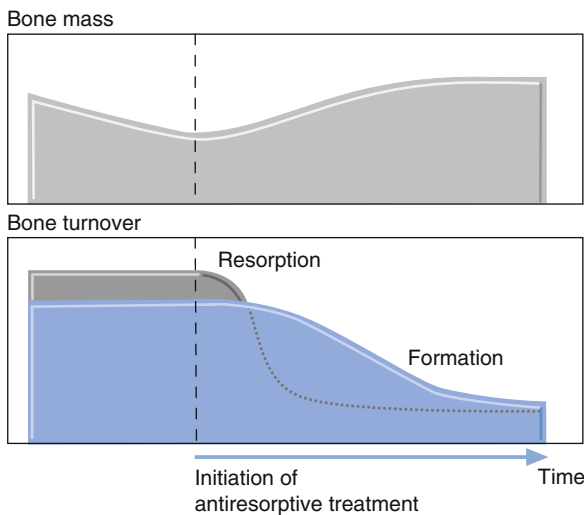 Bone mass
Bone turnover
Resorption
Formation
Initiation of
antiresorptive treatment
Time